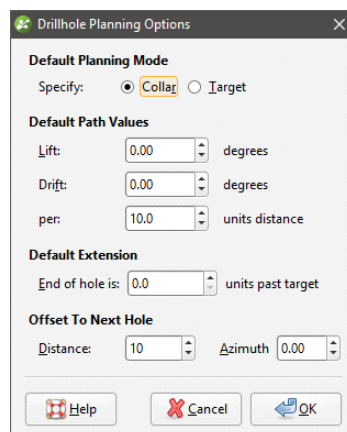 Drillhole Planning Options
Default Planning Mode
Specify: Collar Target
Default Path Values
Lift: 0.00 degrees
Drift: 0.00 degrees
per: 10.0 units distance
Default Extension
End of hole is: 0.0 units past target
Offset To Next Hole
Distance: 10 Azimuth 0.00
Help Cancel OK